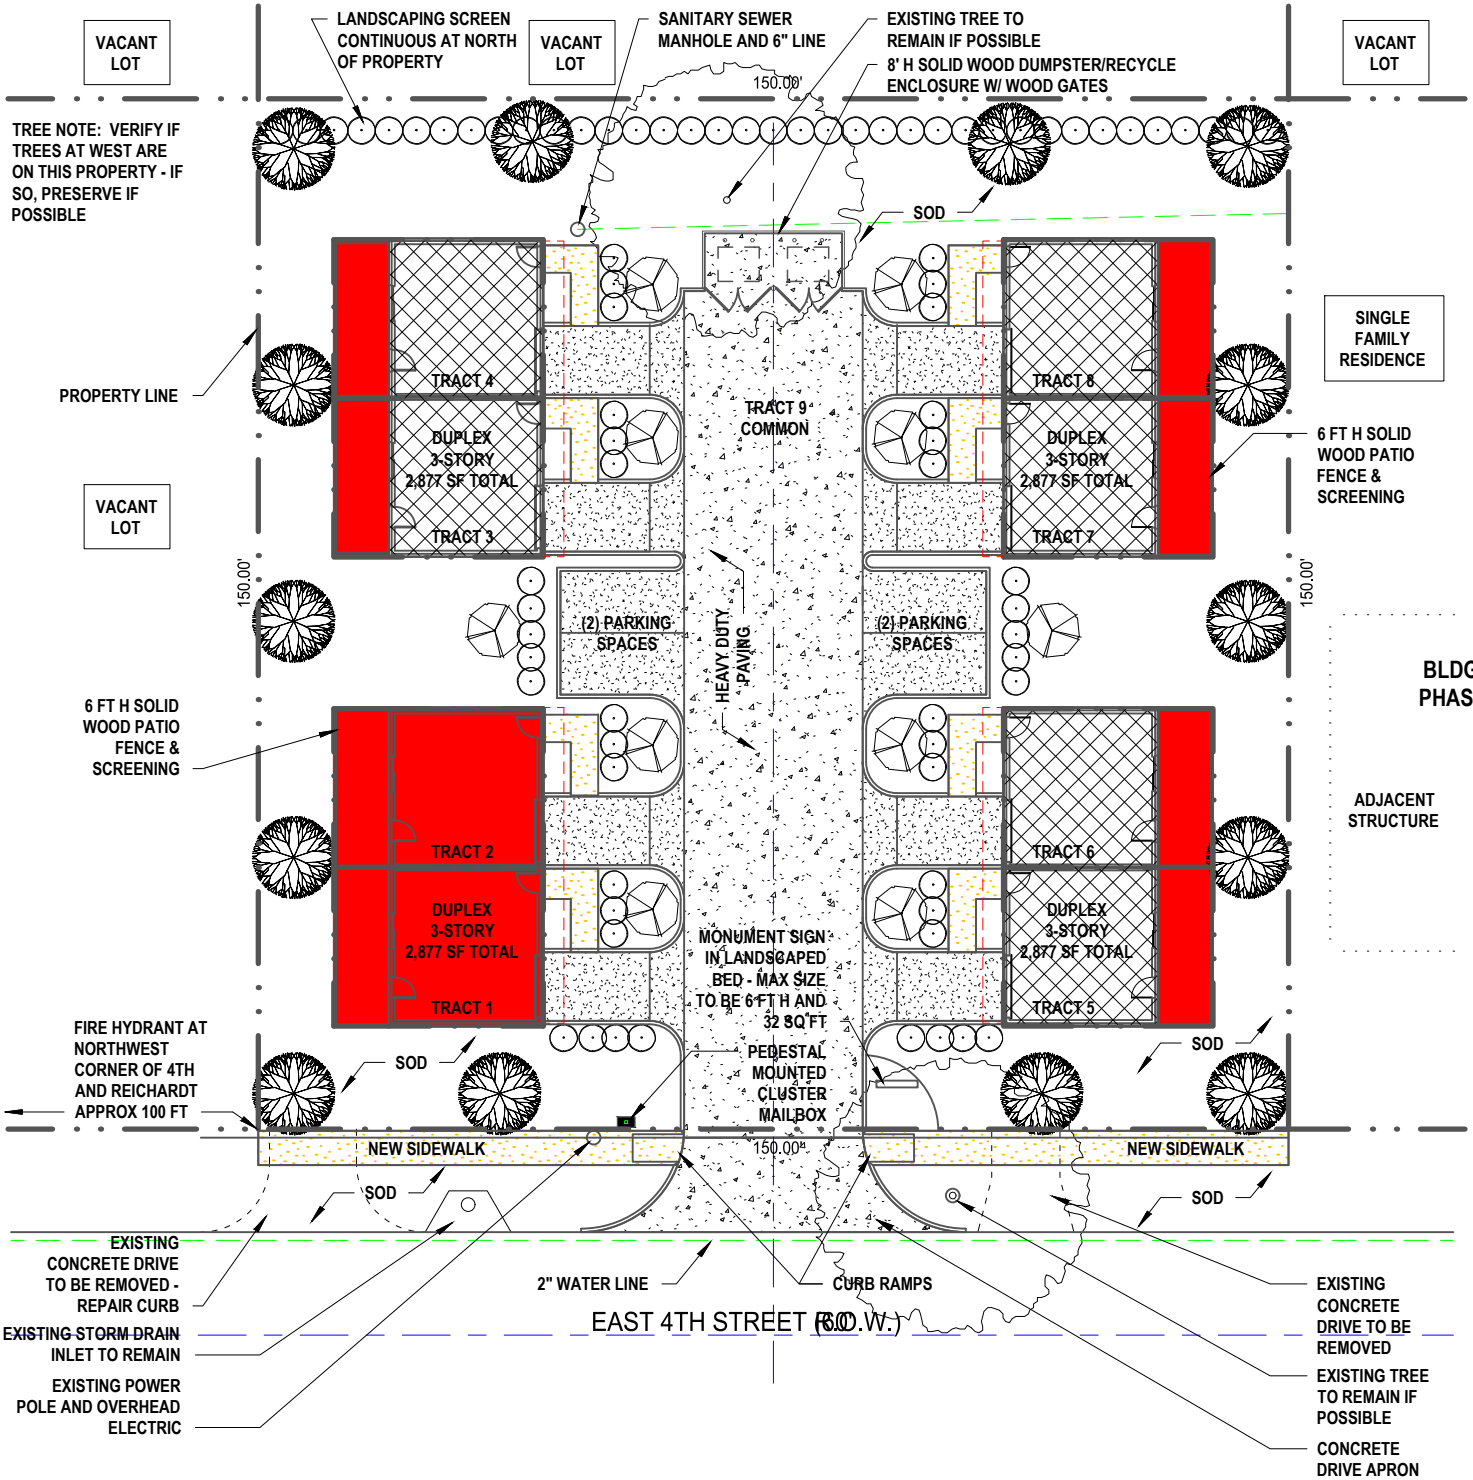 LANDSCAPING SCREEN
CONTINUOUS AT NORTH
OF PROPERTY
SANITARY SEWER
MANHOLE AND 6" LINE
EXISTING TREE TO
REMAIN IF POSSIBLE
8' H SOLID WOOD DUMPSTER/RECYCLE
ENCLOSURE W/ WOOD GATES
VACANT
LOT
VACANT
LOT
VACANT
LOT
150.00'
TREE NOTE: VERIFY IF
TREES AT WEST ARE
ON THIS PROPERTY - IF
SO, PRESERVE IF
POSSIBLE
SOD
SINGLE
FAMILY
RESIDENCE
PROPERTY LINE
TRACT 4
TRACT 8
TRACT 9
COMMON
DUPLEX
3-STORY
2,877 SF TOTAL
TRACT 3
DUPLEX
3-STORY
2,877 SF TOTAL
TRACT 7
6 FT H SOLID
WOOD PATIO
FENCE &
SCREENING
VACANT
LOT
150.00'
150.00'
(2) PARKING
SPACES
HEAVY DUTY
PAVING
(2) PARKING
SPACES
BLDG
PHAS
6 FT H SOLID
WOOD PATIO
FENCE &
SCREENING
ADJACENT
STRUCTURE
TRACT 2
TRACT 6
DUPLEX
3-STORY
2,877 SF TOTAL
TRACT 1
DUPLEX
3-STORY
2,877 SF TOTAL
TRACT 5
MONUMENT SIGN
IN LANDSCAPED
BED - MAX SIZE
TO BE 6 FT H AND
32 SQ FT
PEDESTAL
MOUNTED
CLUSTER
MAILBOX
FIRE HYDRANT AT
NORTHWEST
CORNER OF 4TH
AND REICHARDT
APPROX 100 FT
SOD
SOD
NEW SIDEWALK
150.00'
NEW SIDEWALK
SOD
SOD
EXISTING
CONCRETE DRIVE
TO BE REMOVED -
REPAIR CURB
2" WATER LINE
CURB RAMPS
EXISTING
CONCRETE
DRIVE TO BE
REMOVED
EAST 4TH STREET (R.O.W.)
60'
EXISTING STORM DRAIN
INLET TO REMAIN
EXISTING POWER
POLE AND OVERHEAD
ELECTRIC
EXISTING TREE
TO REMAIN IF
POSSIBLE
CONCRETE
DRIVE APRON